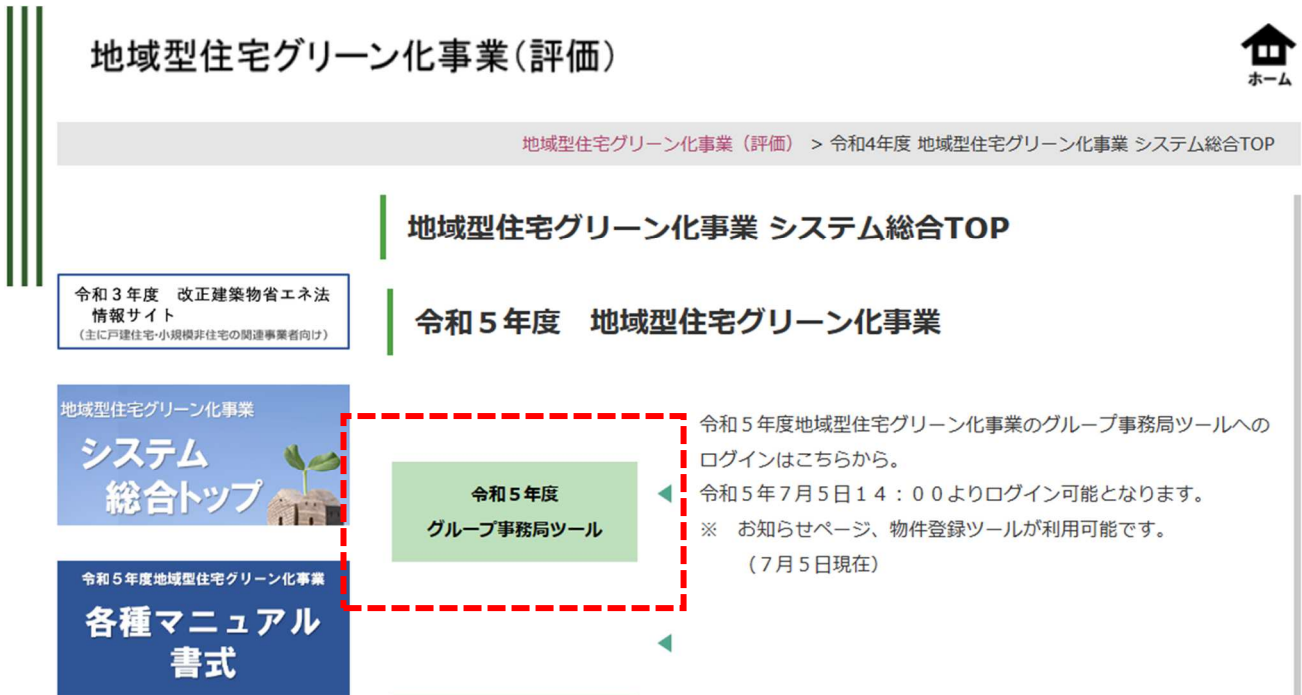 地域型住宅グリーン化事業（評価）
ホーム
地域型住宅グリーン化事業（評価） > 令和4年度 地域型住宅グリーン化事業 システム総合TOP
地域型住宅グリーン化事業 システム総合TOP
令和３年度　改正建築物省エネ法
情報サイト
（主に戸建住宅・小規模非住宅の関連事業者向け）
令和５年度　地域型住宅グリーン化事業
地域型住宅グリーン化事業
システム
総合トップ
令和５年度
グループ事務局ツール
令和５年度地域型住宅グリーン化事業のグループ事務局ツールへの
ログインはこちらから。
令和５年７月５日１４：００よりログイン可能となります。
※　お知らせページ、物件登録ツールが利用可能です。
（７月５日現在）
令和５年度地域型住宅グリーン化事業
各種マニュアル
書式